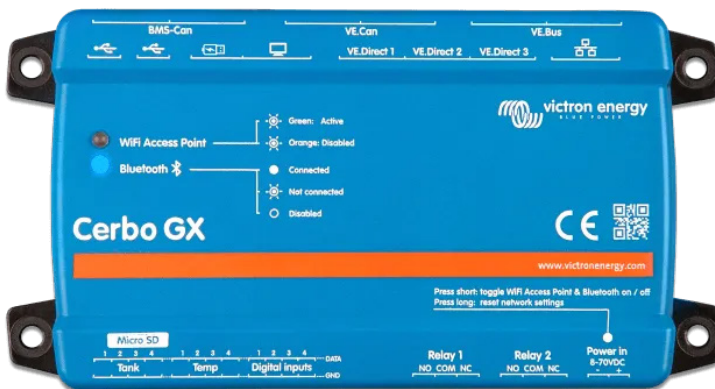 BMS-Can VE.Can VE.Bus
VE.Direct 1 VE.Direct 2 VE.Direct 3
victron energy
BLUE POWER
WiFi Access Point
Green: Active
Orange: Disabled
Bluetooth
Connected
Not connected
Disabled
Cerbo GX
CE
www.victronenergy.com
Press short: toggle WiFi Access Point & Bluetooth on / off
Press long: reset network settings
Micro SD
1 2 3 4 1 2 3 4 1 2 3 4 DATA
Tank Temp Digital inputs GND
Relay 1
NO COM NC
Relay 2
NO COM NC
Power in
8-70VDC
- +